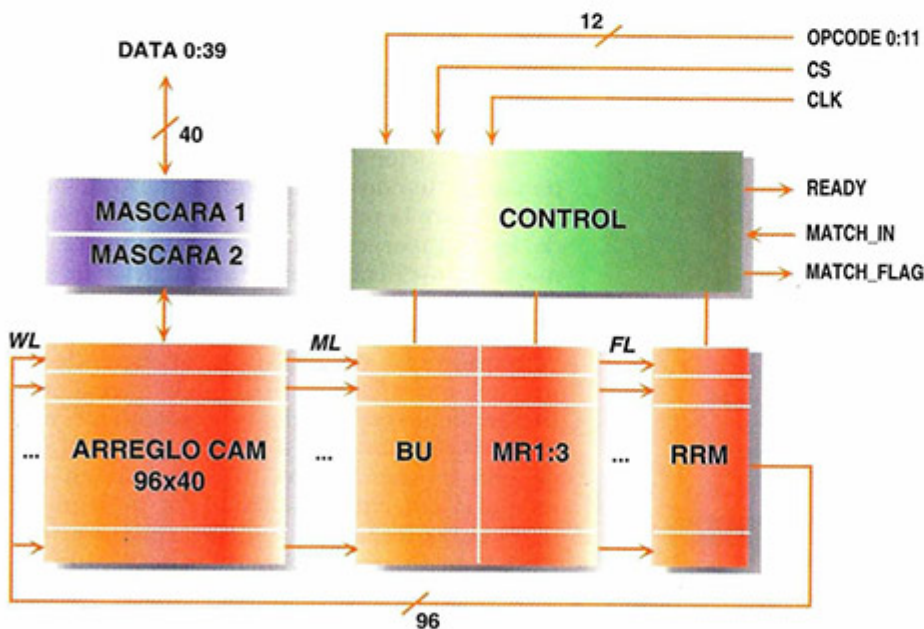 12
OPCODE 0:11
DATA 0:39
CS
CLK
40
MASCARA 1
MASCARA 2
CONTROL
READY
MATCH_IN
MATCH_FLAG
WL
ML
FL
... ARREGLO CAM ... BU MR1:3 ... RRM
96x40
96